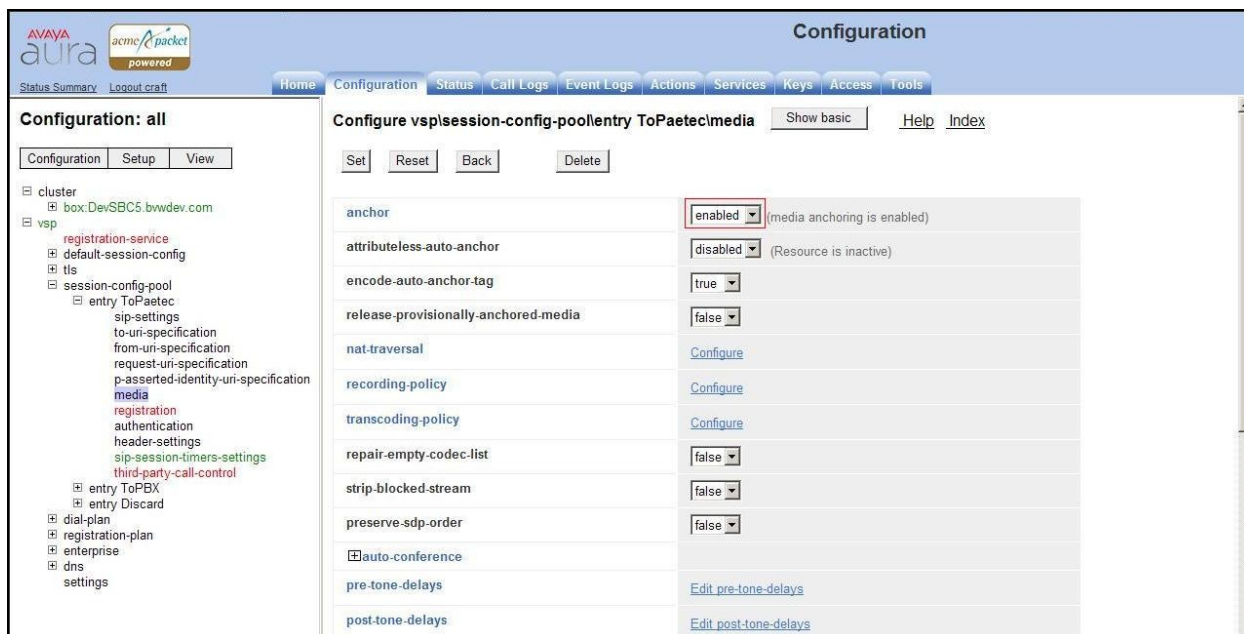 AVAYA
aura
acme packet
powered
Configuration
Status Summary Logout craft
Home Configuration Status Call Logs Event Logs Actions Services Keys Access Tools
Configuration: all
Configuration Setup View
cluster
box:DevSBC5.bvwdev.com
vsp
registration-service
default-session-config
tls
session-config-pool
entry ToPaetec
sip-settings
to-uri-specification
from-uri-specification
request-uri-specification
p-asserted-identity-uri-specification
media
registration
authentication
header-settings
sip-session-timers-settings
third-party-call-control
entry ToPBX
entry Discard
dial-plan
registration-plan
enterprise
dns
settings
Configure vsp\session-config-pool\entry ToPaetec\media Show basic Help Index
Set Reset Back Delete
anchor enabled (media anchoring is enabled)
attributeless-auto-anchor disabled (Resource is inactive)
encode-auto-anchor-tag true
release-provisionally-anchored-media false
nat-traversal Configure
recording-policy Configure
transcoding-policy Configure
repair-empty-codec-list false
strip-blocked-stream false
preserve-sdp-order false
auto-conference
pre-tone-delays Edit pre-tone-delays
post-tone-delays Edit post-tone-delays